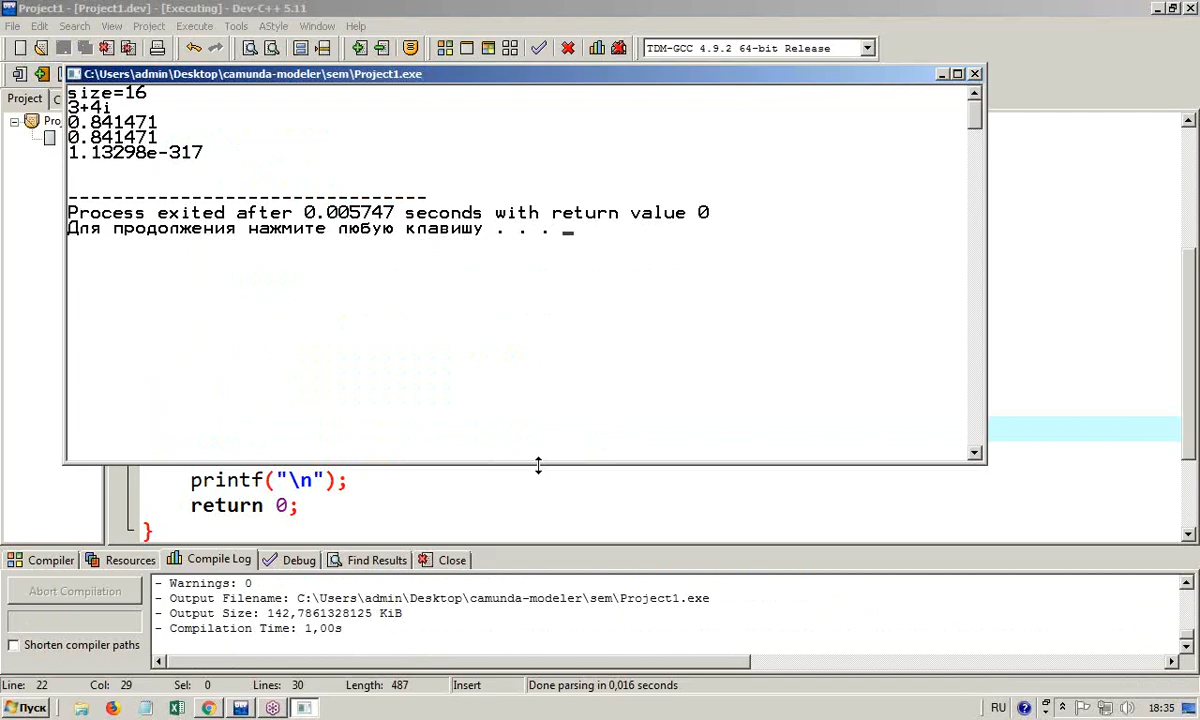 Project1 - [Project1.dev] - [Executing] - Dev-C++ 5.11
File Edit Search View Project Execute Tools AStyle Window Help
TDM-GCC 4.9.2 64-bit Release
C:\Users\admin\Desktop\camunda-modeler\sem\Project1.exe
Project
size=16
3+4i
0.841471
0.841471
1.13298e-317
--------------------------------
Process exited after 0.005747 seconds with return value 0
Для продолжения нажмите любую клавишу . . .
printf("\n");
return 0;
}
Compiler Resources Compile Log Debug Find Results Close
Abort Compilation
Shorten compiler paths
- Warnings: 0
- Output Filename: C:\Users\admin\Desktop\camunda-modeler\sem\Project1.exe
- Output Size: 142,7861328125 KiB
- Compilation Time: 1,00s
Line: 22 Col: 29 Sel: 0 Lines: 30 Length: 487 Insert Done parsing in 0,016 seconds
Пуск RU 18:35